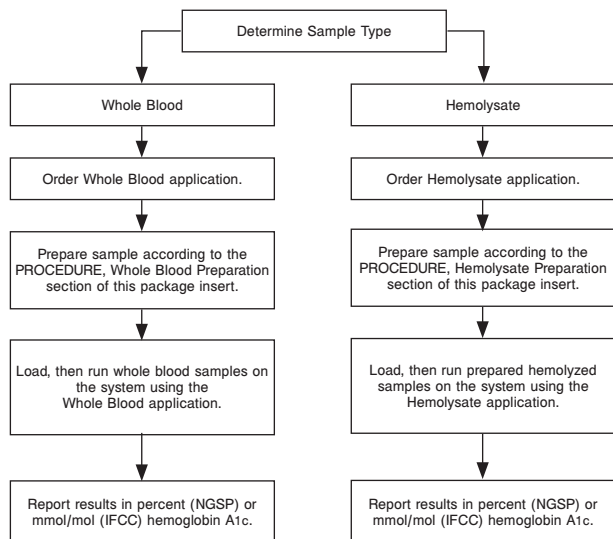 Determine Sample Type
Whole Blood
Hemolysate
Order Whole Blood application.
Order Hemolysate application.
Prepare sample according to the
PROCEDURE, Whole Blood Preparation
section of this package insert.
Prepare sample according to the
PROCEDURE, Hemolysate Preparation
section of this package insert.
Load, then run whole blood samples on
the system using the
Whole Blood application.
Load, then run prepared hemolyzed
samples on the system using the
Hemolysate application.
Report results in percent (NGSP) or
mmol/mol (IFCC) hemoglobin A1c.
Report results in percent (NGSP) or
mmol/mol (IFCC) hemoglobin A1c.